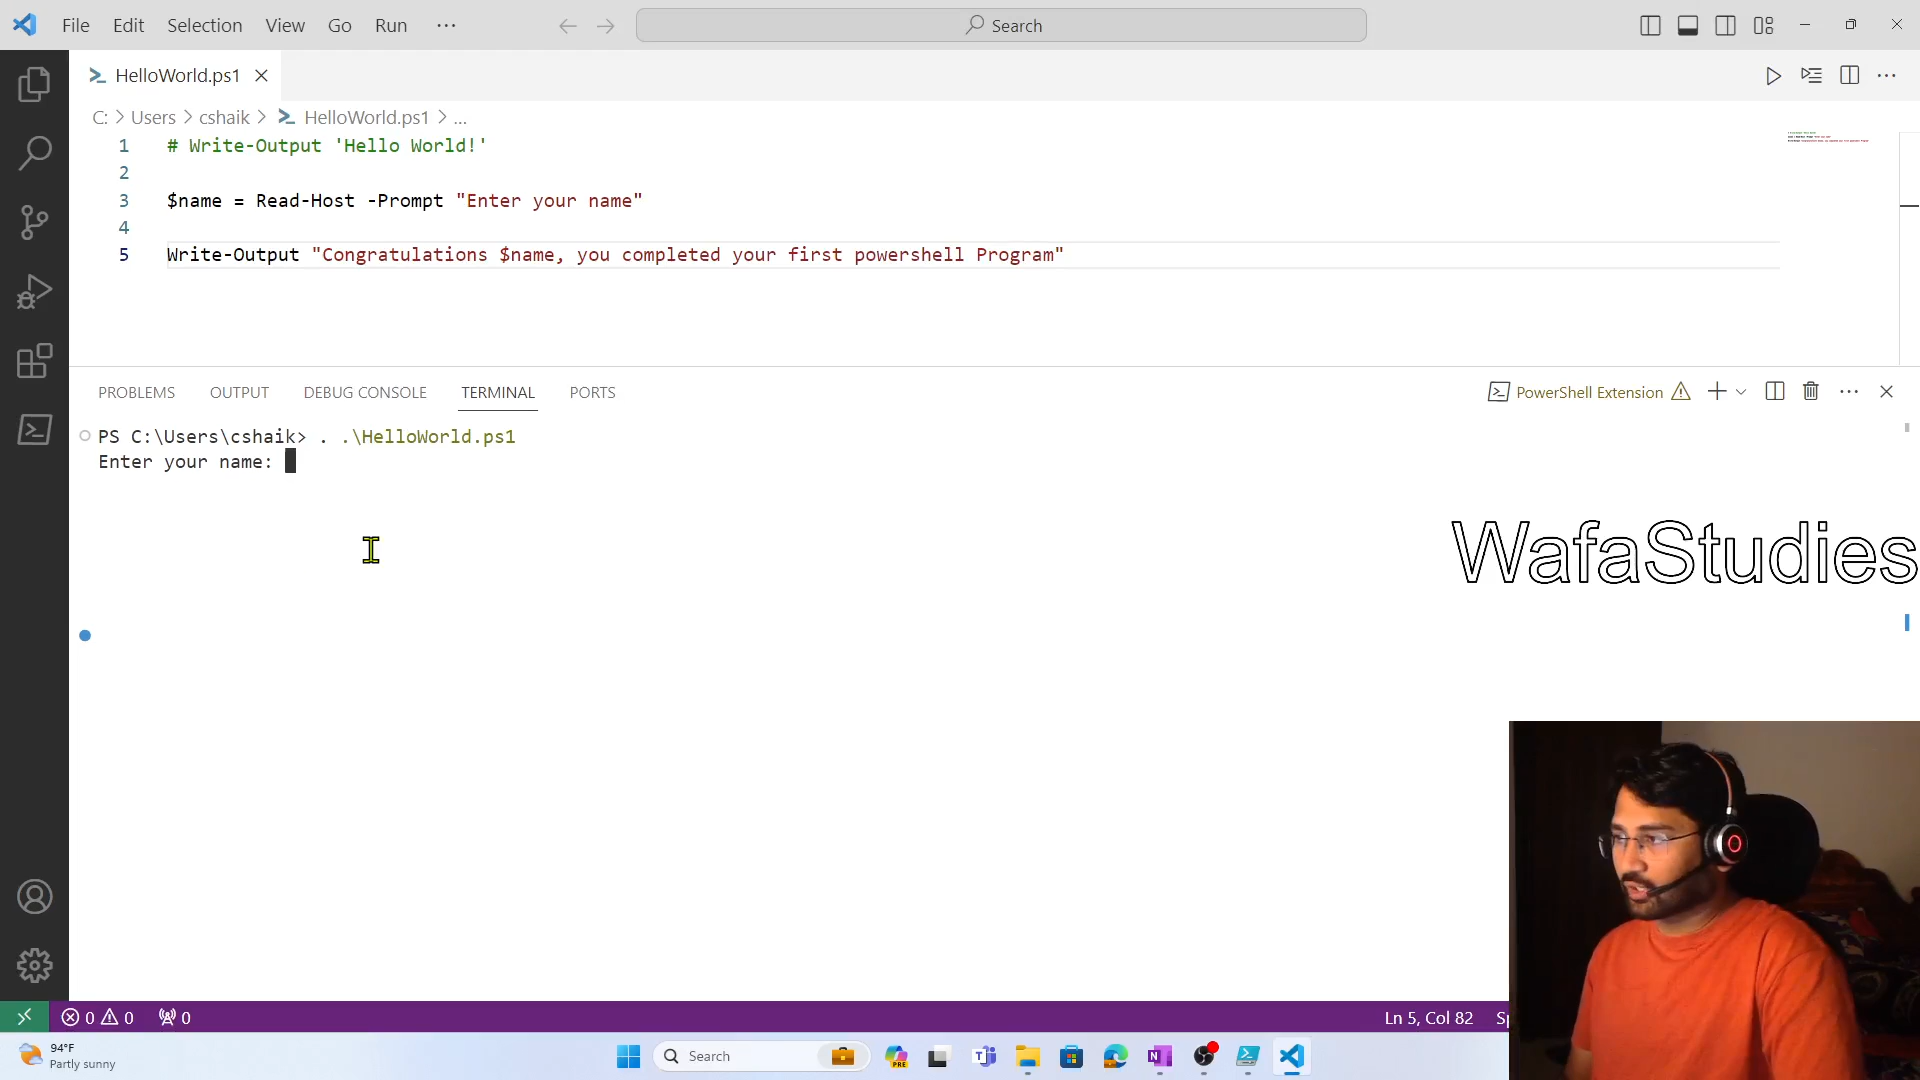 File Edit Selection View Go Run ··· Search
HelloWorld.ps1
C: > Users > cshaik > HelloWorld.ps1 > ...
1 # Write-Output 'Hello World!'
2
3 $name = Read-Host -Prompt "Enter your name"
4
5 Write-Output "Congratulations $name, you completed your first powershell Program"
PROBLEMS OUTPUT DEBUG CONSOLE TERMINAL PORTS PowerShell Extension
PS C:\Users\cshaik> . .\HelloWorld.ps1
Enter your name:
WafaStudies
0 0 0 Ln 5, Col 82
94°F
Partly sunny
Search
PRE